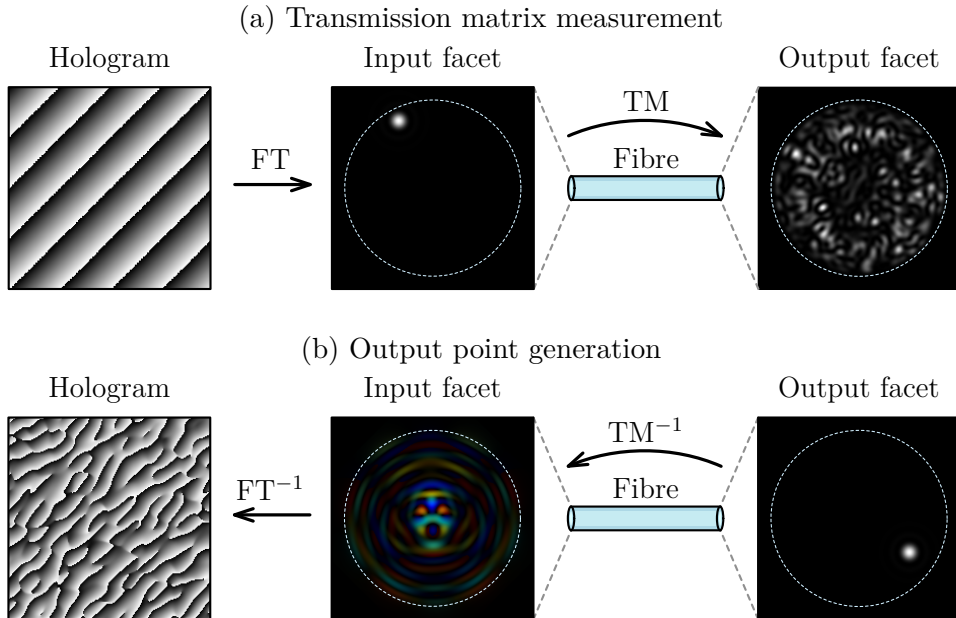 (a) Transmission matrix measurement
Hologram
Input facet
Output facet
FT
TM
Fibre
(b) Output point generation
Hologram
Input facet
Output facet
FT⁻¹
TM⁻¹
Fibre